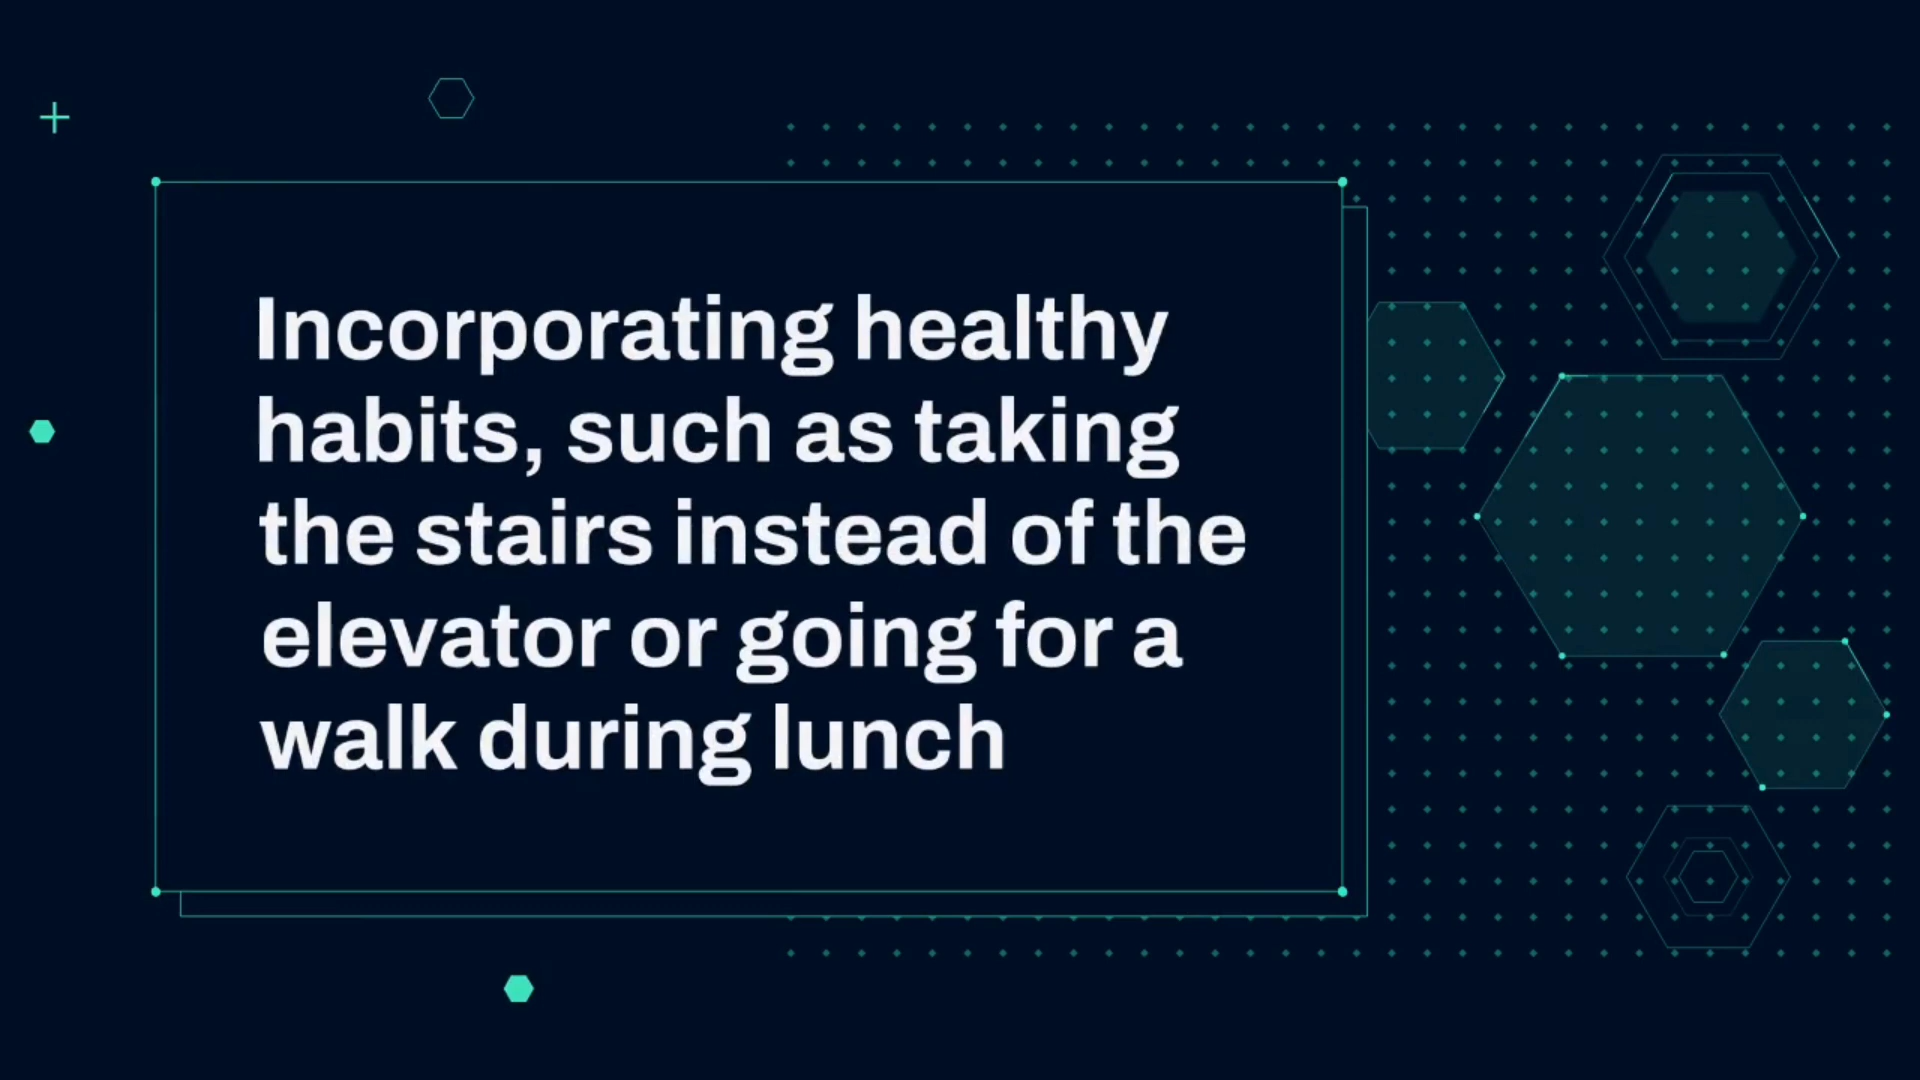 Incorporating healthy
habits, such as taking
the stairs instead of the
elevator or going for a
walk during lunch